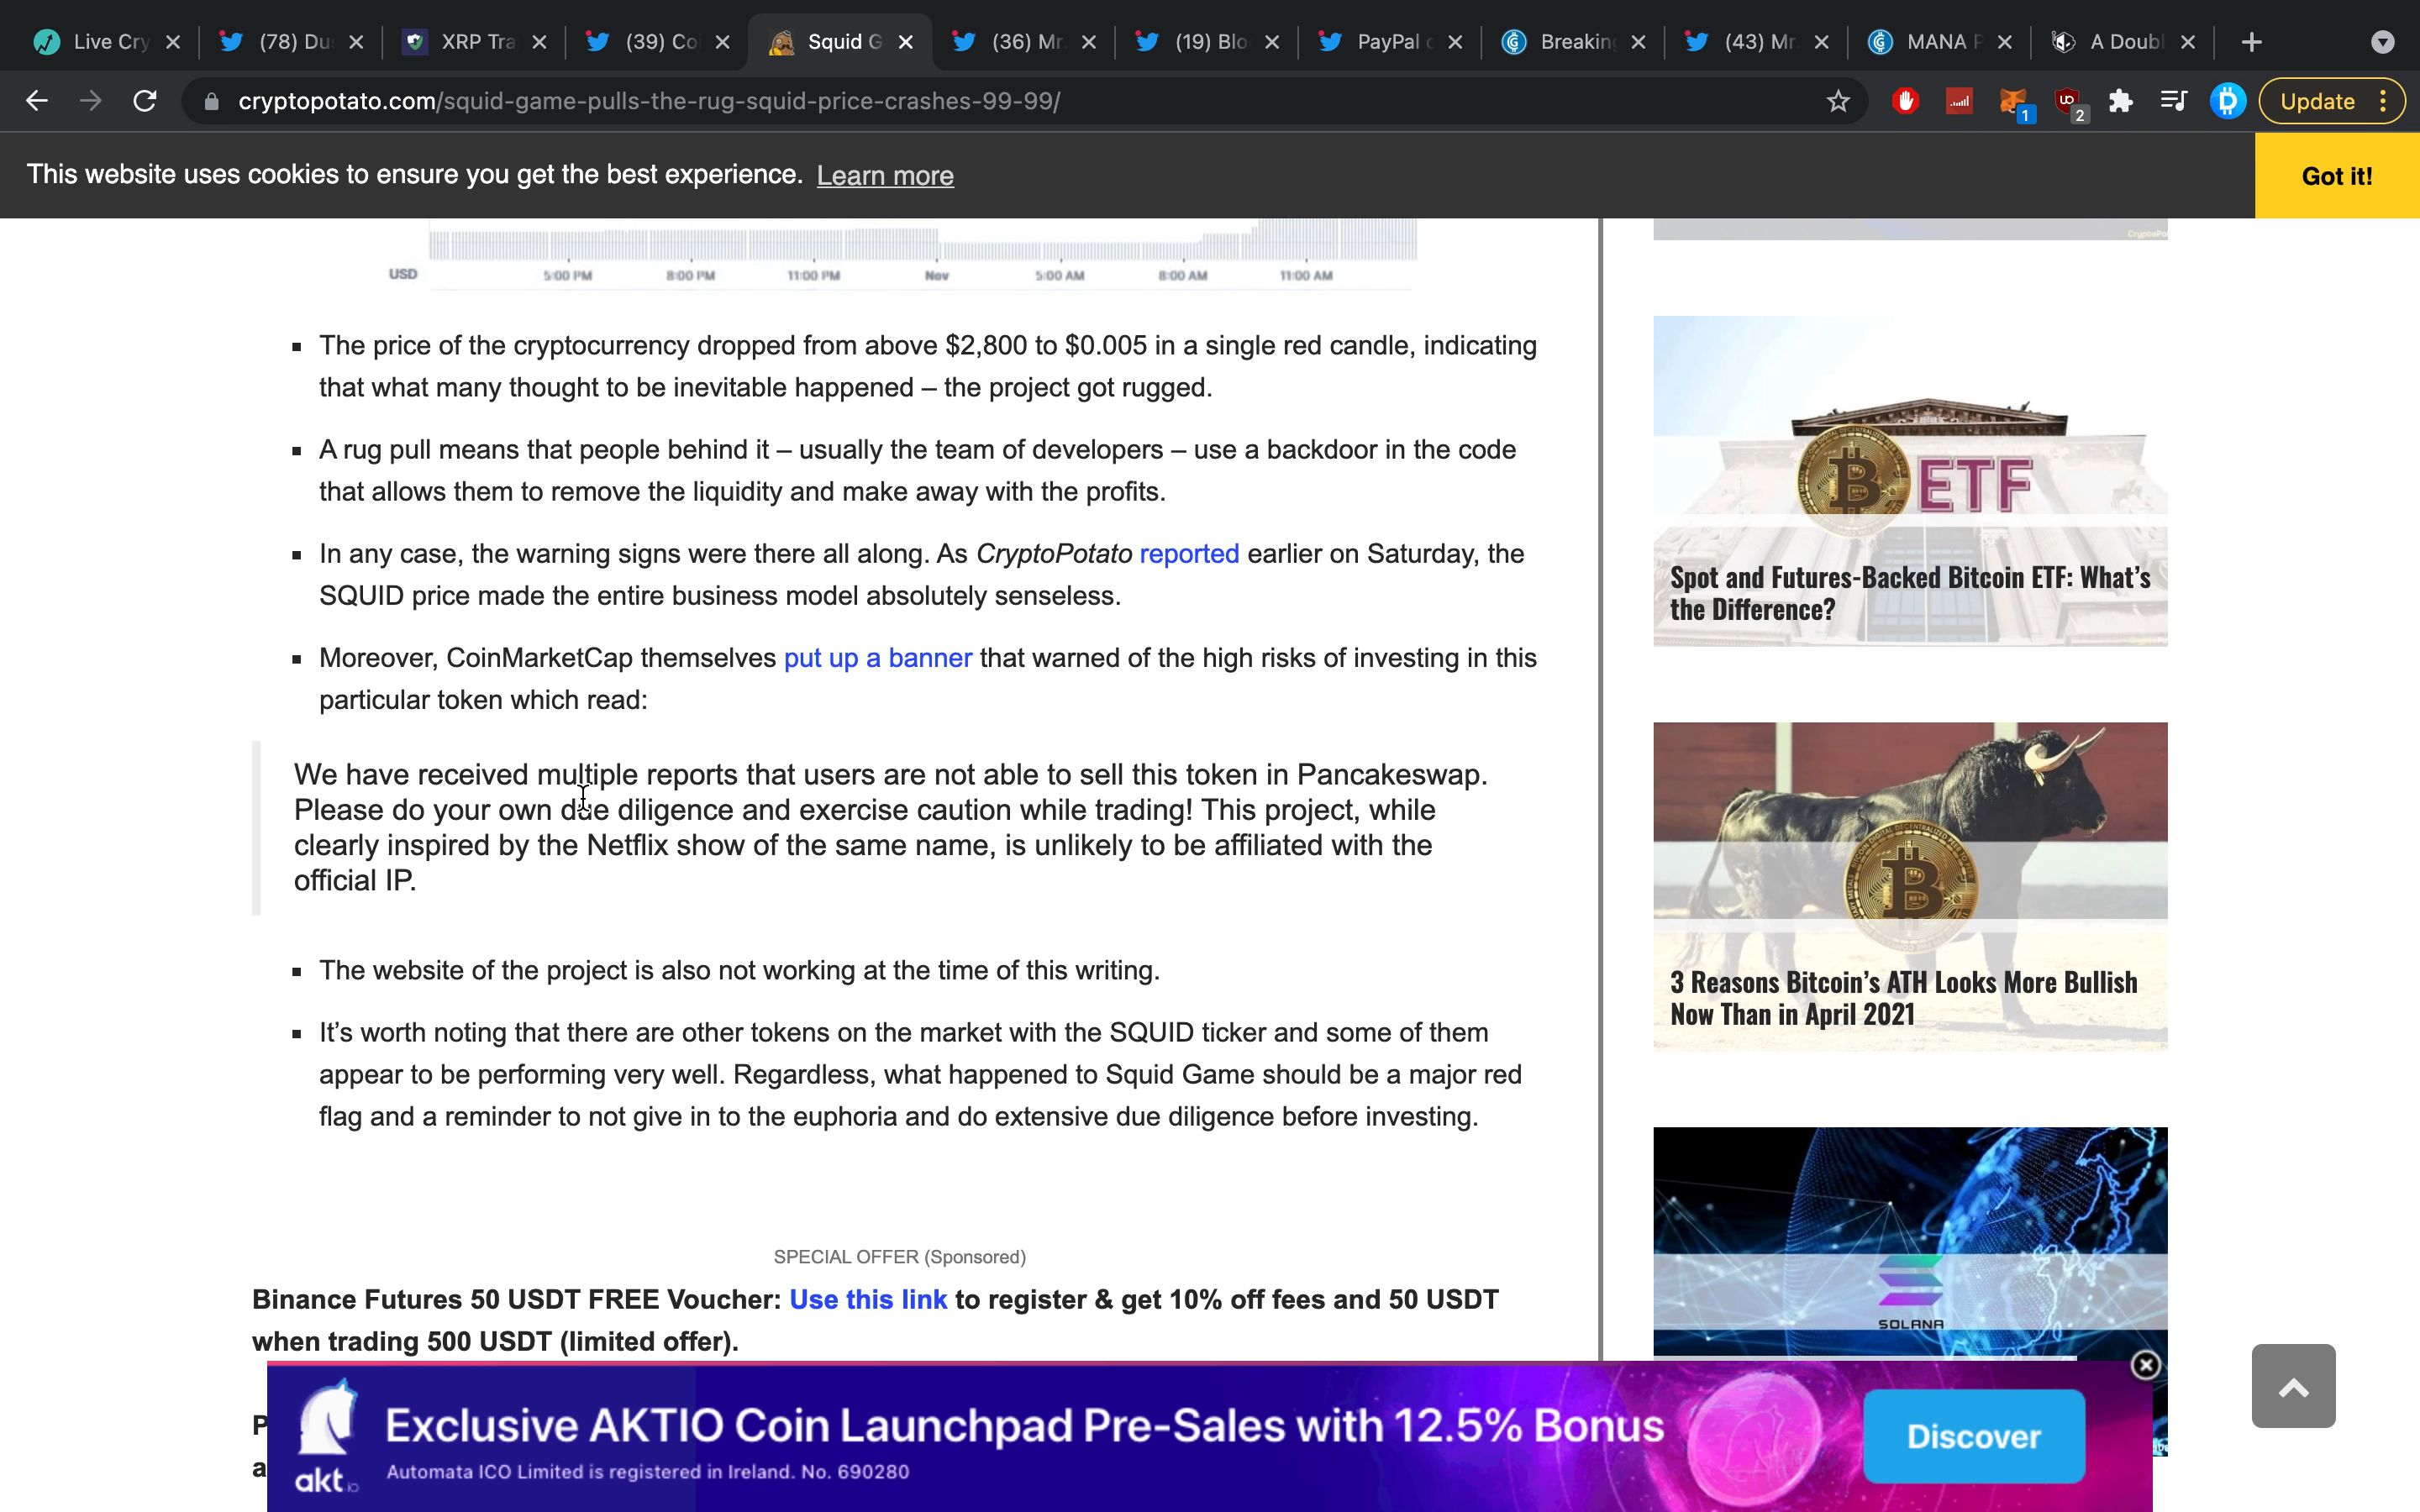 Live Cry
(78) Du
XRP Tra
(39) Co
Squid G
(36) Mr.
(19) Blo
PayPal
Breaking
(43) Mr.
MANA P
A Doubl
cryptopotato.com/squid-game-pulls-the-rug-squid-price-crashes-99-99/
1
2
Update
This website uses cookies to ensure you get the best experience. Learn more
Got it!
USD
5:00 PM
8:00 PM
11:00 PM
Nov
5:00 AM
8:00 AM
11:00 AM
The price of the cryptocurrency dropped from above $2,800 to $0.005 in a single red candle, indicating
that what many thought to be inevitable happened – the project got rugged.
A rug pull means that people behind it – usually the team of developers – use a backdoor in the code
that allows them to remove the liquidity and make away with the profits.
In any case, the warning signs were there all along. As CryptoPotato reported earlier on Saturday, the
SQUID price made the entire business model absolutely senseless.
Moreover, CoinMarketCap themselves put up a banner that warned of the high risks of investing in this
particular token which read:
We have received multiple reports that users are not able to sell this token in Pancakeswap.
Please do your own due diligence and exercise caution while trading! This project, while
clearly inspired by the Netflix show of the same name, is unlikely to be affiliated with the
official IP.
The website of the project is also not working at the time of this writing.
It's worth noting that there are other tokens on the market with the SQUID ticker and some of them
appear to be performing very well. Regardless, what happened to Squid Game should be a major red
flag and a reminder to not give in to the euphoria and do extensive due diligence before investing.
SPECIAL OFFER (Sponsored)
Binance Futures 50 USDT FREE Voucher: Use this link to register & get 10% off fees and 50 USDT
when trading 500 USDT (limited offer).
P
a
ETF
Spot and Futures-Backed Bitcoin ETF: What's
the Difference?
3 Reasons Bitcoin's ATH Looks More Bullish
Now Than in April 2021
SOLANA
akt.io
Exclusive AKTIO Coin Launchpad Pre-Sales with 12.5% Bonus
Automata ICO Limited is registered in Ireland. No. 690280
Discover